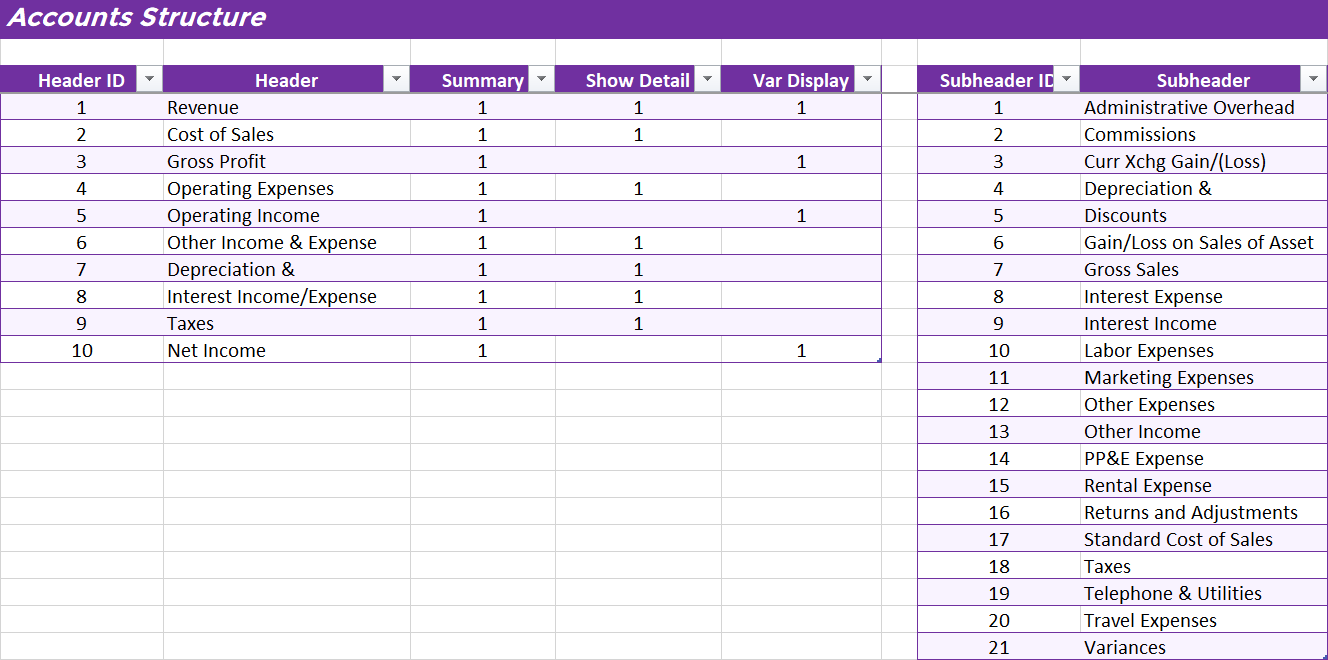 Accounts Structure
Header ID Header Summary Show Detail Var Display
1 Revenue 1 1 1
2 Cost of Sales 1 1
3 Gross Profit 1 1
4 Operating Expenses 1 1
5 Operating Income 1 1
6 Other Income & Expense 1 1
7 Depreciation & 1 1
8 Interest Income/Expense 1 1
9 Taxes 1 1
10 Net Income 1 1
Subheader ID Subheader
1 Administrative Overhead
2 Commissions
3 Curr Xchg Gain/(Loss)
4 Depreciation &
5 Discounts
6 Gain/Loss on Sales of Asset
7 Gross Sales
8 Interest Expense
9 Interest Income
10 Labor Expenses
11 Marketing Expenses
12 Other Expenses
13 Other Income
14 PP&E Expense
15 Rental Expense
16 Returns and Adjustments
17 Standard Cost of Sales
18 Taxes
19 Telephone & Utilities
20 Travel Expenses
21 Variances